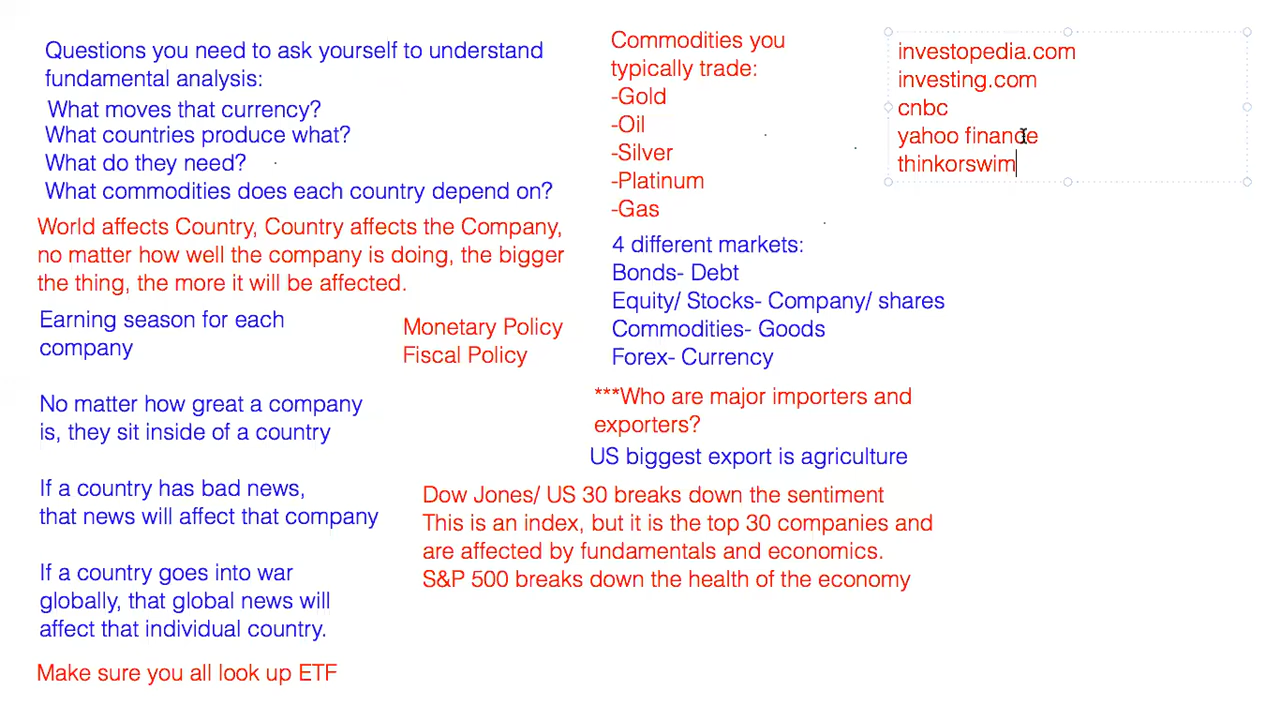 Questions you need to ask yourself to understand
fundamental analysis:
What moves that currency?
What countries produce what?
What do they need?
What commodities does each country depend on?
World affects Country, Country affects the Company,
no matter how well the company is doing, the bigger
the thing, the more it will be affected.
Earning season for each
company
No matter how great a company
is, they sit inside of a country
If a country has bad news,
that news will affect that company
If a country goes into war
globally, that global news will
affect that individual country.
Make sure you all look up ETF
Monetary Policy
Fiscal Policy
Commodities you
typically trade:
-Gold
-Oil
-Silver
-Platinum
-Gas
4 different markets:
Bonds- Debt
Equity/ Stocks- Company/ shares
Commodities- Goods
Forex- Currency
***Who are major importers and
exporters?
US biggest export is agriculture
Dow Jones/ US 30 breaks down the sentiment
This is an index, but it is the top 30 companies and
are affected by fundamentals and economics.
S&P 500 breaks down the health of the economy
investopedia.com
investing.com
cnbc
yahoo finance
thinkorswim